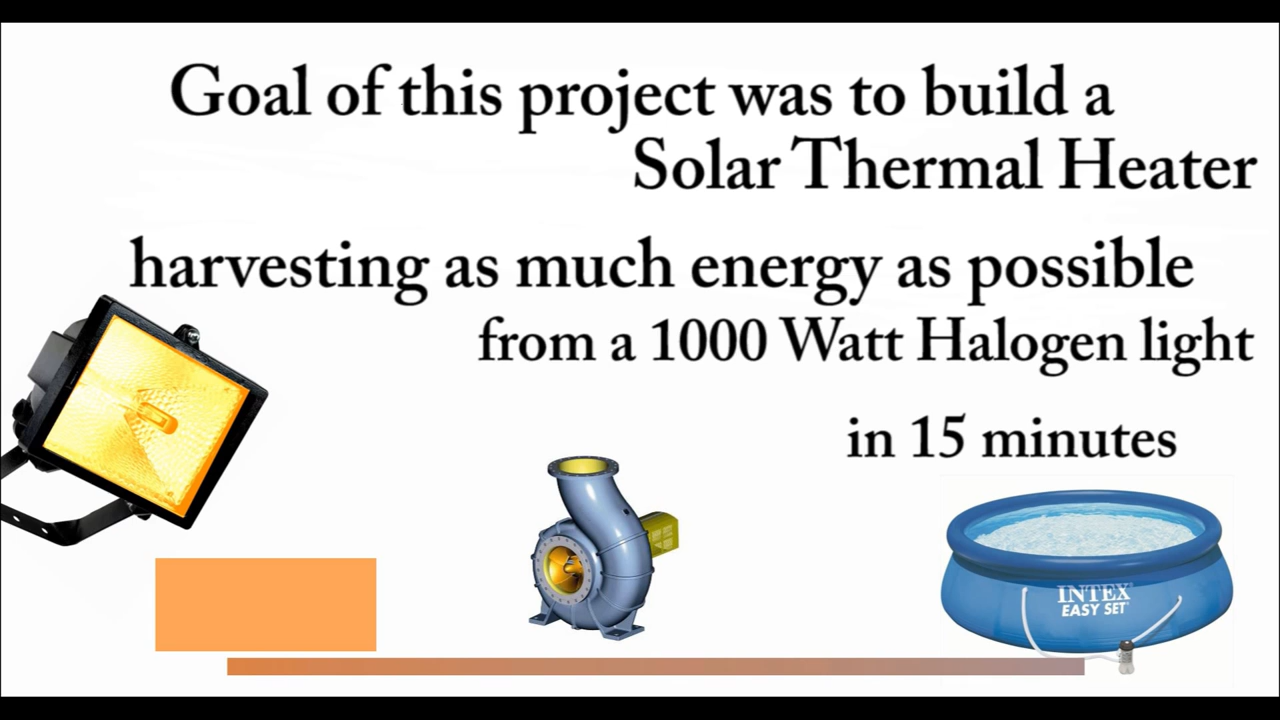 Goal of this project was to build a
Solar Thermal Heater
harvesting as much energy as possible
from a 1000 Watt Halogen light
in 15 minutes
INTEX
EASY SET